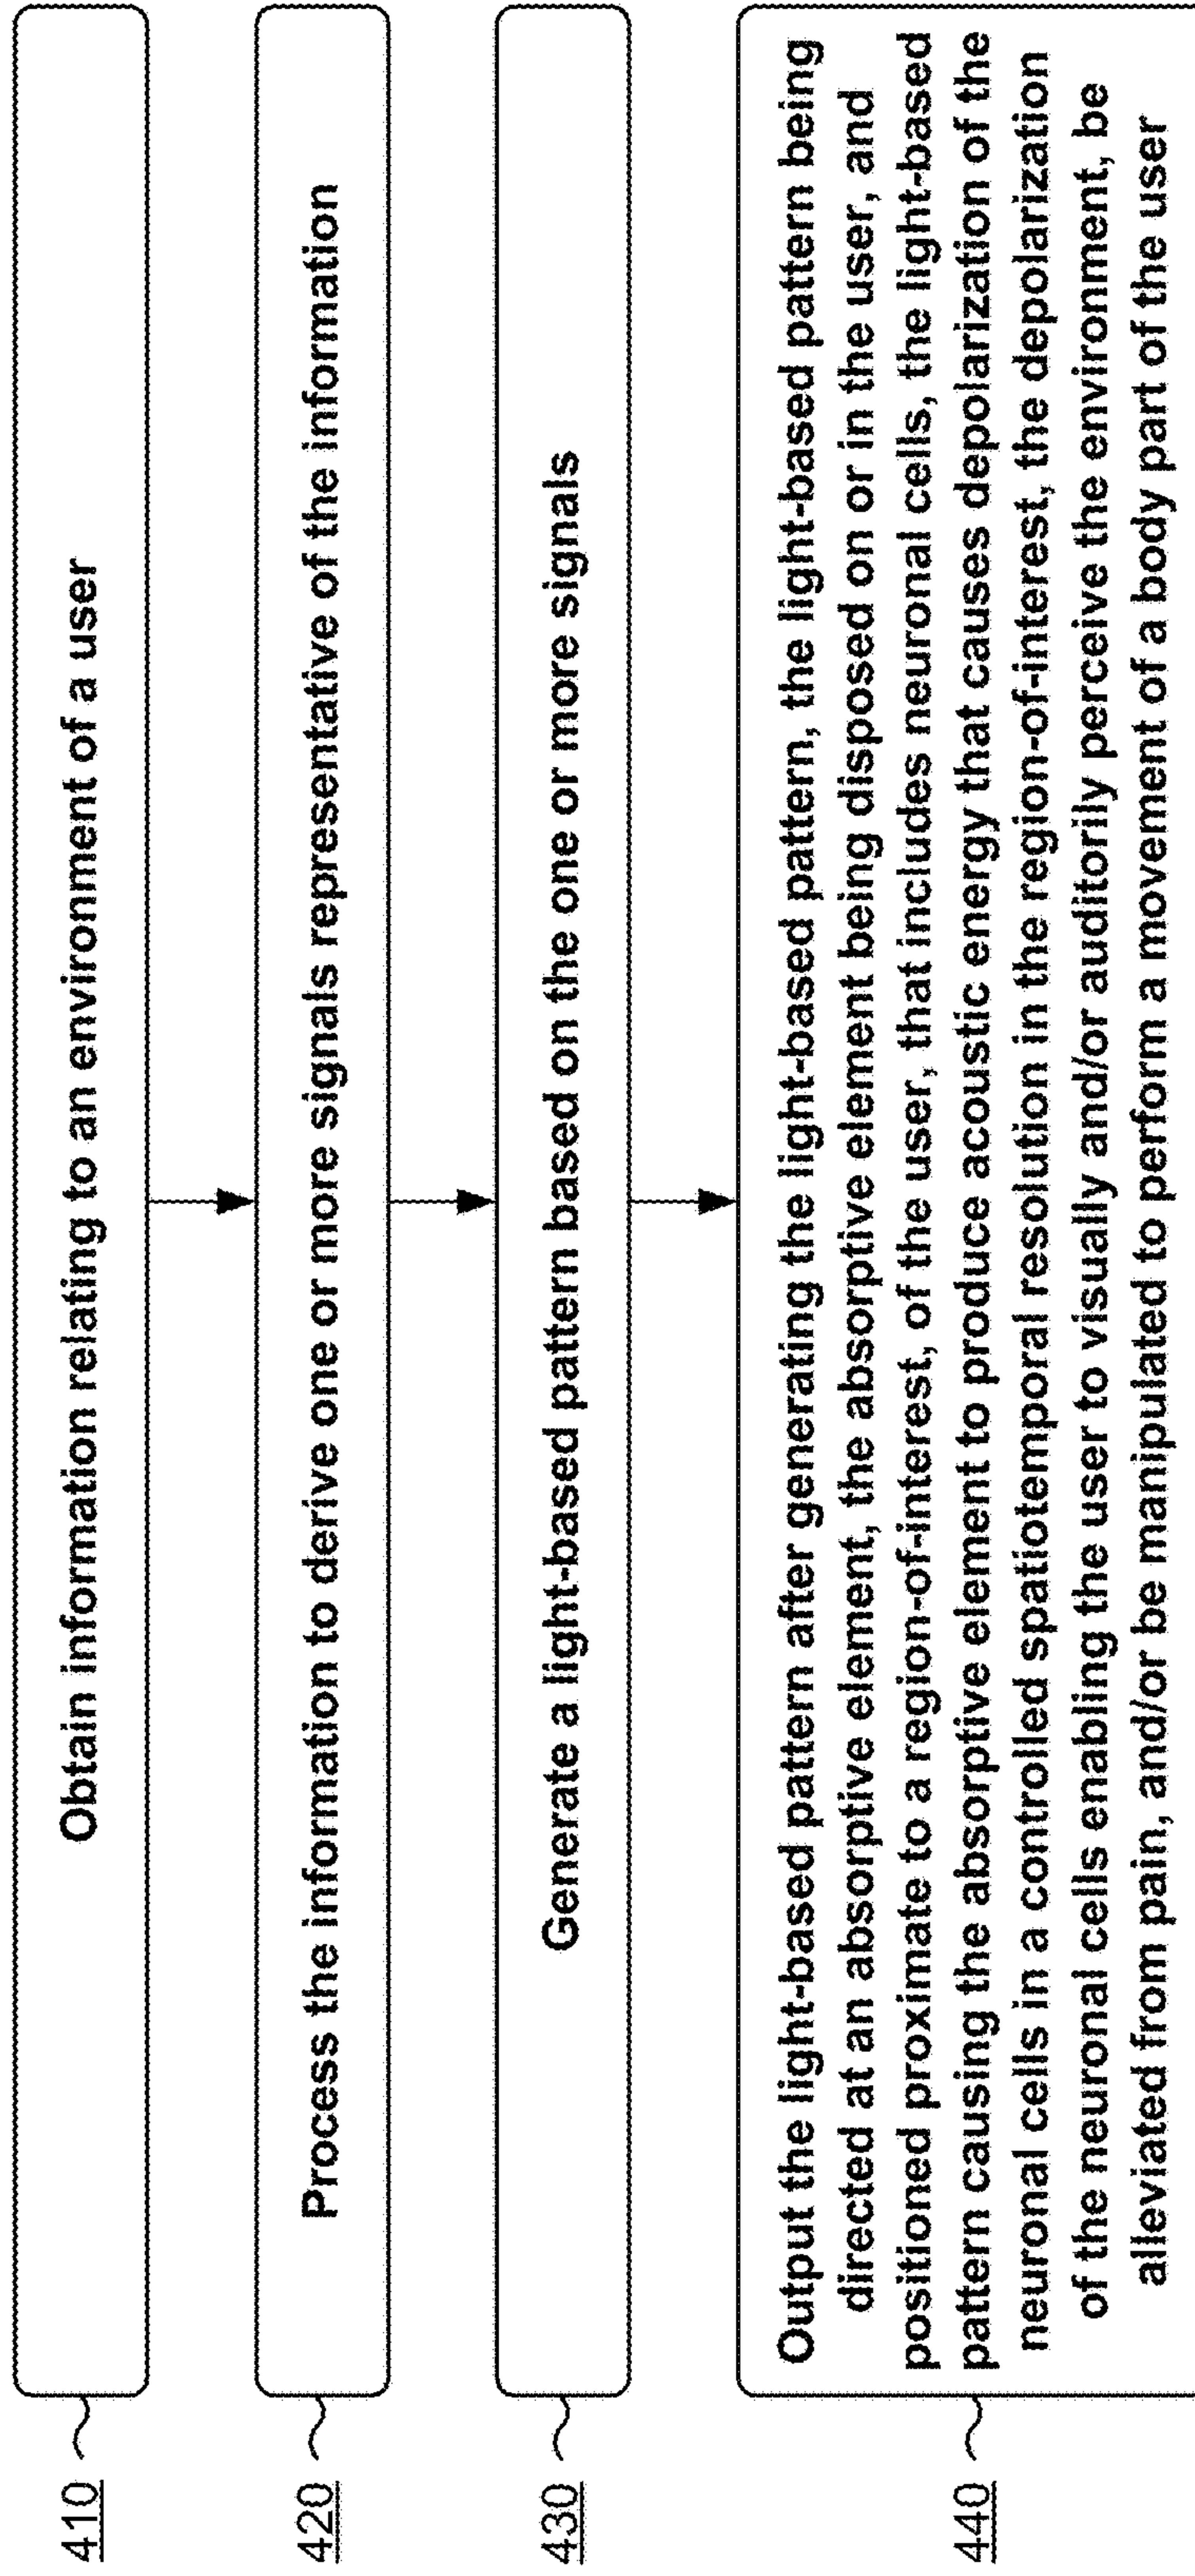 410
Obtain information relating to an environment of a user
420
Process the information to derive one or more signals representative of the information
430
Generate a light-based pattern based on the one or more signals
440
Output the light-based pattern after generating the light-based pattern, the light-based pattern being
directed at an absorptive element, the absorptive element being disposed on or in the user, and
positioned proximate to a region-of-interest, of the user, that includes neuronal cells, the light-based
pattern causing the absorptive element to produce acoustic energy that causes depolarization of the
neuronal cells in a controlled spatiotemporal resolution in the region-of-interest, the depolarization
of the neuronal cells enabling the user to visually and/or auditorily perceive the environment, be
alleviated from pain, and/or be manipulated to perform a movement of a body part of the user